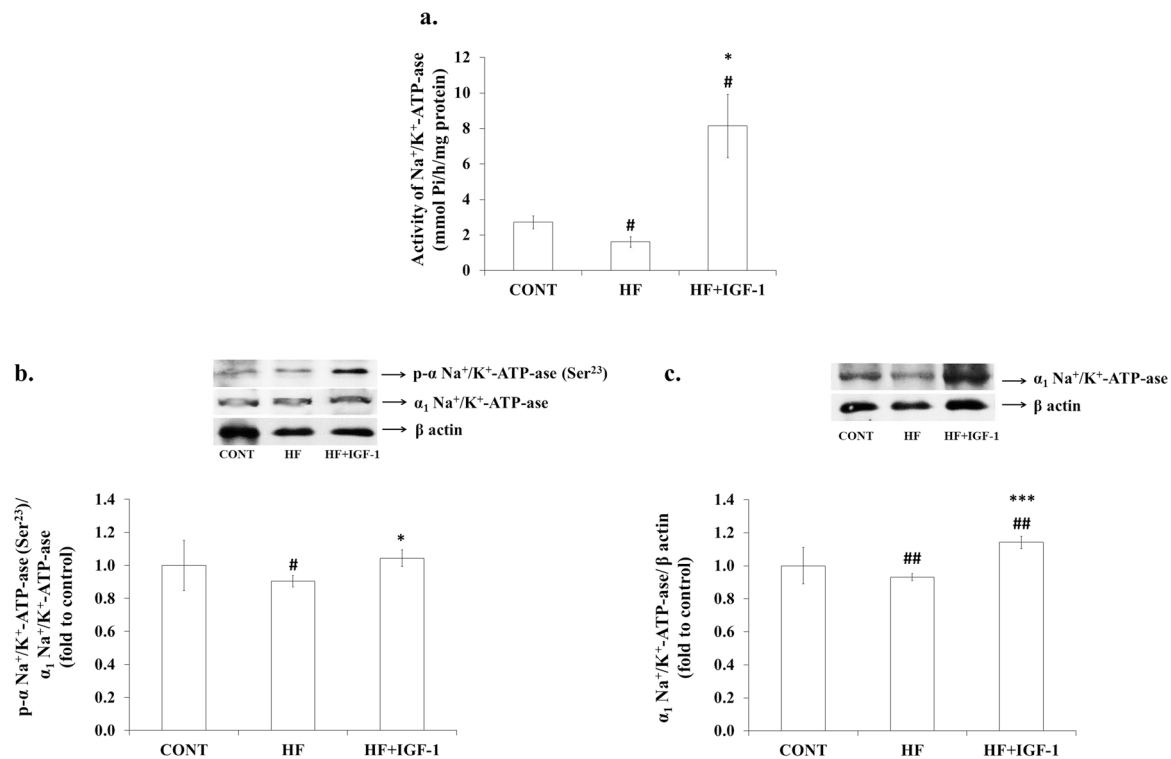 a.
Activity of Na⁺/K⁺-ATP-ase
(mmol Pi/h/mg protein)
12
10
8
6
4
2
0
#
*
#
CONT HF HF+IGF-1
b.
p-α Na⁺/K⁺-ATP-ase (Ser²³)
α₁ Na⁺/K⁺-ATP-ase
β actin
CONT HF HF+IGF-1
p-α Na⁺/K⁺-ATP-ase (Ser²³)/
α₁ Na⁺/K⁺-ATP-ase
(fold to control)
1.4
1.2
1.0
0.8
0.6
0.4
0.2
0.0
#
*
CONT HF HF+IGF-1
c.
α₁ Na⁺/K⁺-ATP-ase
β actin
CONT HF HF+IGF-1
α₁ Na⁺/K⁺-ATP-ase/ β actin
(fold to control)
1.4
1.2
1.0
0.8
0.6
0.4
0.2
0.0
##
***
##
CONT HF HF+IGF-1